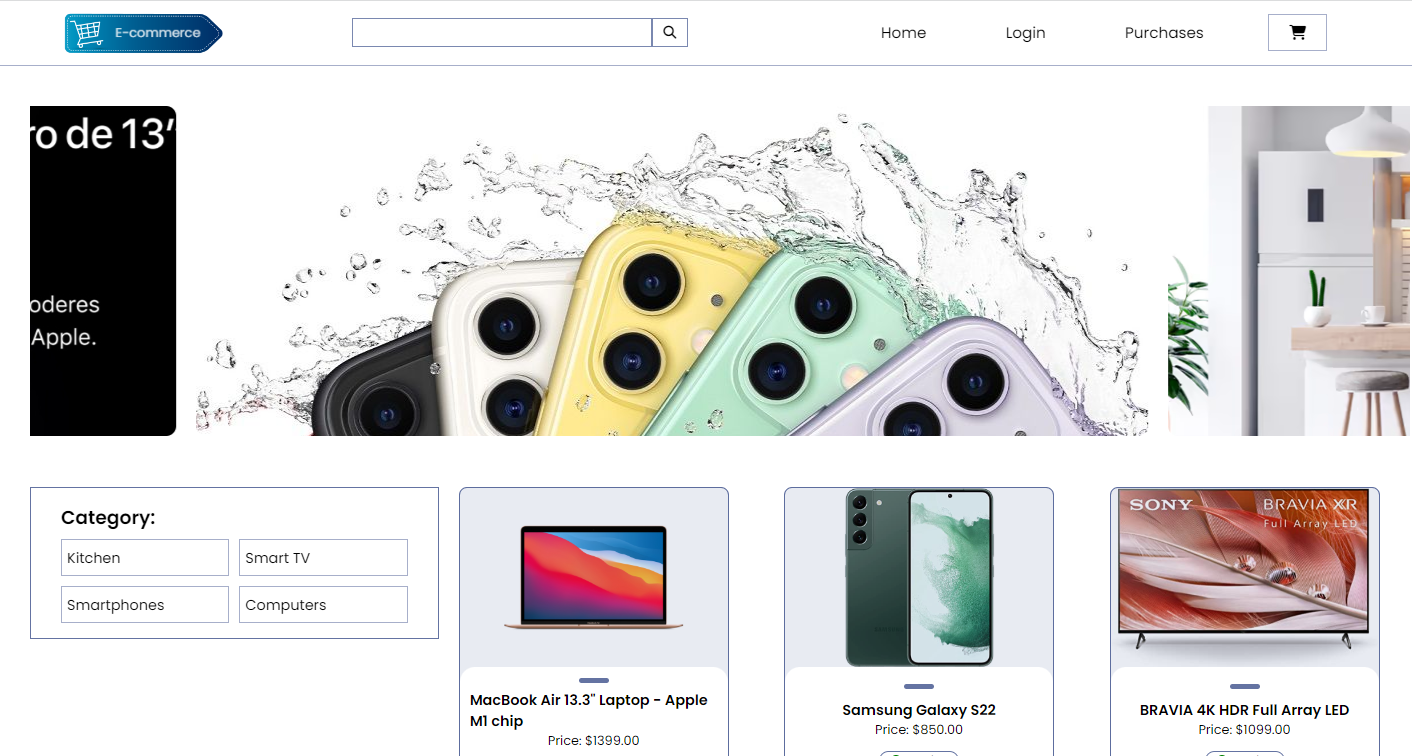 E-commerce
Home
Login
Purchases
ro de 13"
oderes
Apple.
Category:
Kitchen
Smart TV
Smartphones
Computers
MacBook Air 13.3" Laptop - Apple
M1 chip
Price: $1399.00
Samsung Galaxy S22
Price: $850.00
SONY
BRAVIA XR
Full Array LED
BRAVIA 4K HDR Full Array LED
Price: $1099.00